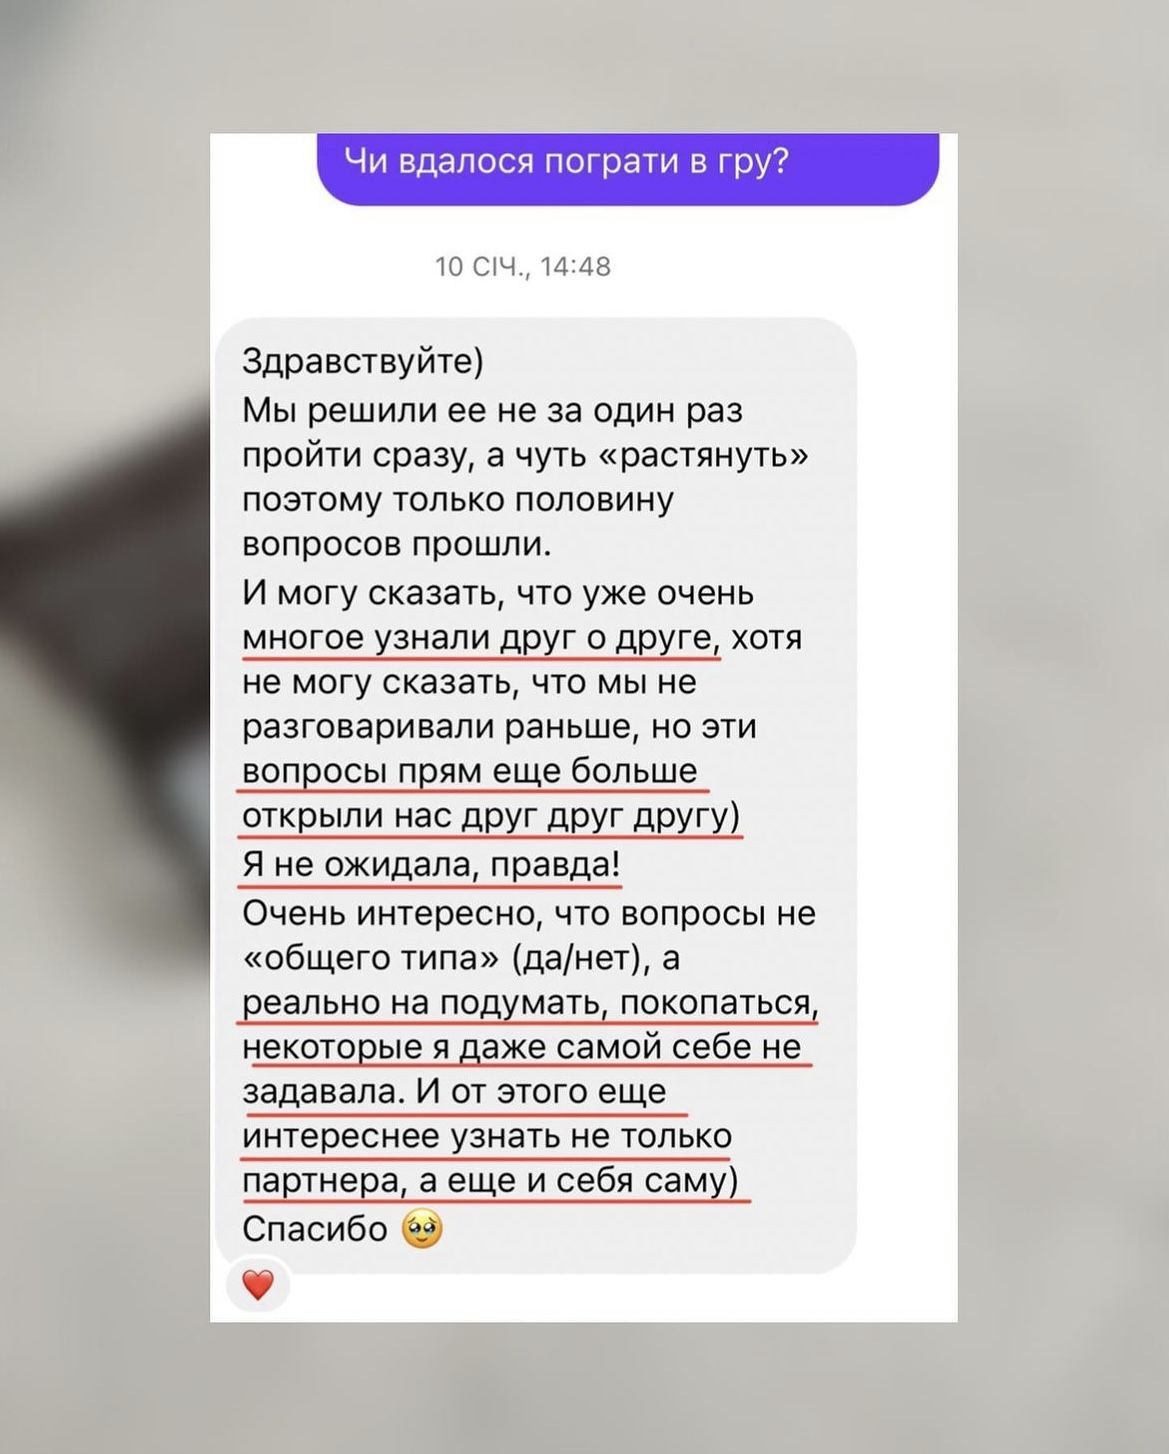 Чи вдалося пограти в гру?
10 СІЧ., 14:48
Здравствуйте)
Мы решили ее не за один раз
пройти сразу, а чуть «растянуть»
поэтому только половину
вопросов прошли.
И могу сказать, что уже очень
многое узнали друг о друге, хотя
не могу сказать, что мы не
разговаривали раньше, но эти
вопросы прям еще больше
открыли нас друг друг другу)
Я не ожидала, правда!
Очень интересно, что вопросы не
«общего типа» (да/нет), а
реально на подумать, покопаться,
некоторые я даже самой себе не
задавала. И от этого еще
интереснее узнать не только
партнера, а еще и себя саму)
Спасибо 🥹